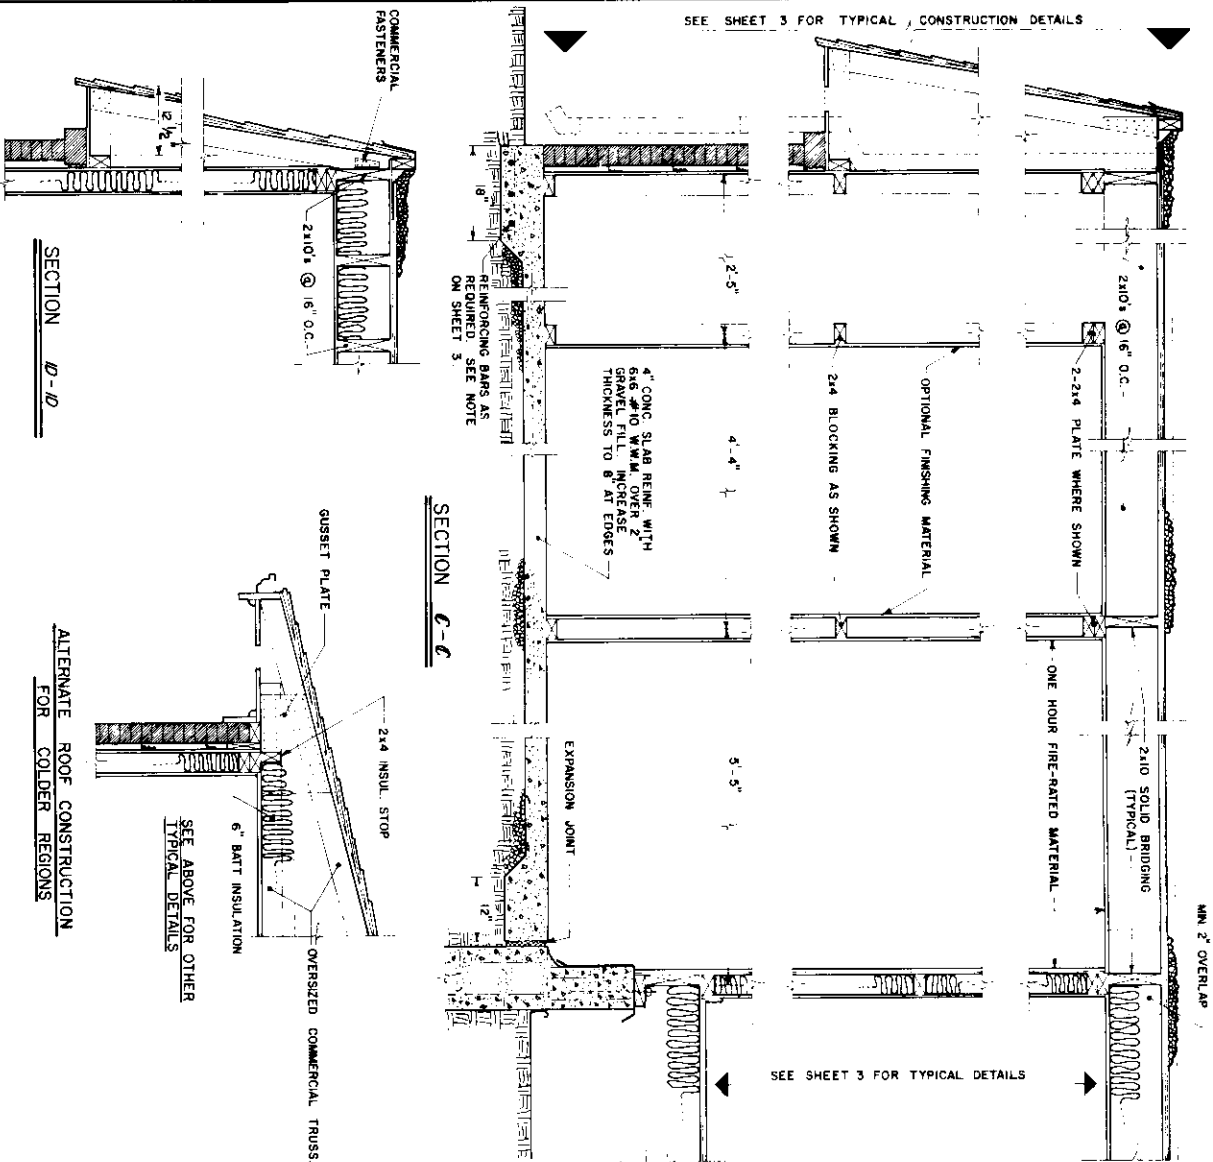 SEE SHEET 3 FOR TYPICAL CONSTRUCTION DETAILS
COMMERCIAL
FASTENERS
12 1/2"
2x10's @ 16" O.C.
SECTION D-D
18"
REINFORCING BARS AS
REQUIRED. SEE NOTE
ON SHEET 3
2'-5"
2x10's @ 16" O.C.
2-2x4 PLATE WHERE SHOWN
OPTIONAL FINISHING MATERIAL
2x4 BLOCKING AS SHOWN
4'-4"
4" CONC. SLAB REINF. WITH
6x6 #10 W.W.M. OVER 2"
GRAVEL FILL. INCREASE
THICKNESS TO 8" AT EDGES
SECTION C-C
2x10 SOLID BRIDGING
(TYPICAL)
ONE HOUR FIRE-RATED MATERIAL
5'-5"
EXPANSION JOINT
12"
MIN. 2" OVERLAP
SEE SHEET 3 FOR TYPICAL DETAILS
GUSSET PLATE
2x4 INSUL. STOP
6" BATT INSULATION
OVERSIZED COMMERCIAL TRUSS.
SEE ABOVE FOR OTHER
TYPICAL DETAILS
ALTERNATE ROOF CONSTRUCTION
FOR COLDER REGIONS